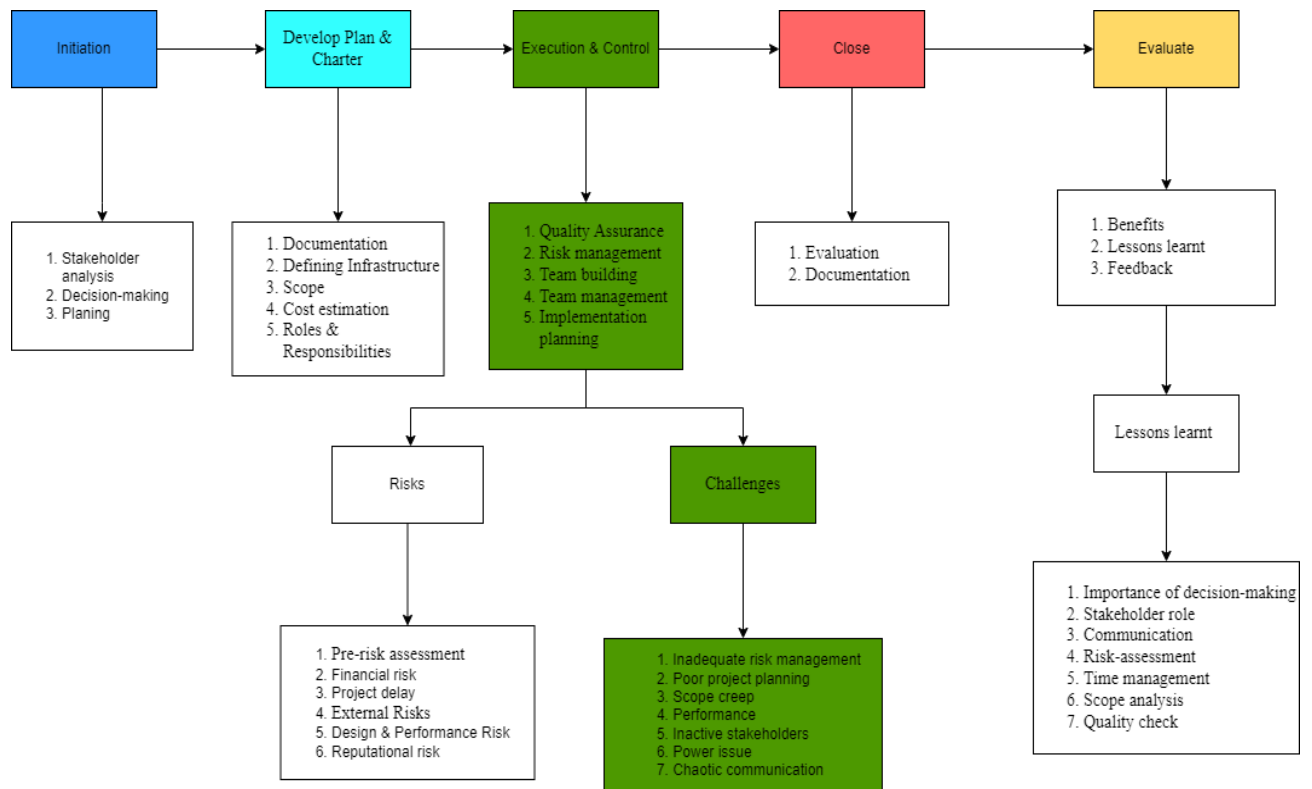 Initiation
Develop Plan &
Charter
Execution & Control
Close
Evaluate
1. Stakeholder
analysis
2. Decision-making
3. Planing
1. Documentation
2. Defining Infrastructure
3. Scope
4. Cost estimation
5. Roles &
Responsibilities
1. Quality Assurance
2. Risk management
3. Team building
4. Team management
5. Implementation
planning
1. Evaluation
2. Documentation
1. Benefits
2. Lessons learnt
3. Feedback
Risks
Challenges
Lessons learnt
1. Pre-risk assessment
2. Financial risk
3. Project delay
4. External Risks
5. Design & Performance Risk
6. Reputational risk
1. Inadequate risk management
2. Poor project planning
3. Scope creep
4. Performance
5. Inactive stakeholders
6. Power issue
7. Chaotic communication
1. Importance of decision-making
2. Stakeholder role
3. Communication
4. Risk-assessment
5. Time management
6. Scope analysis
7. Quality check